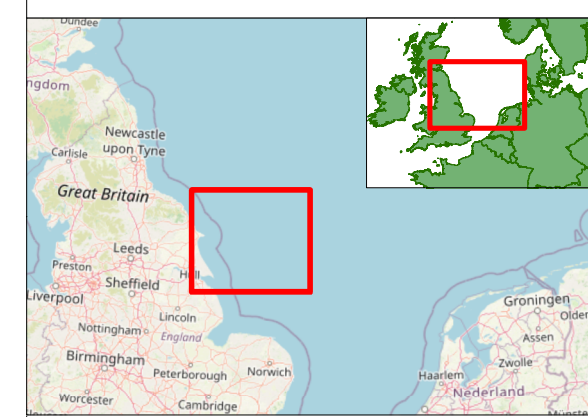 Dundee
ngdom
Newcastle
upon Tyne
Carlisle
Great Britain
Leeds
Preston
Hull
Sheffield
Liverpool
Lincoln
Nottingham
England
Birmingham
Peterborough
Norwich
Worcester
Cambridge
Groningen
Older
Assen
Zwolle
Haarlem
Nederland